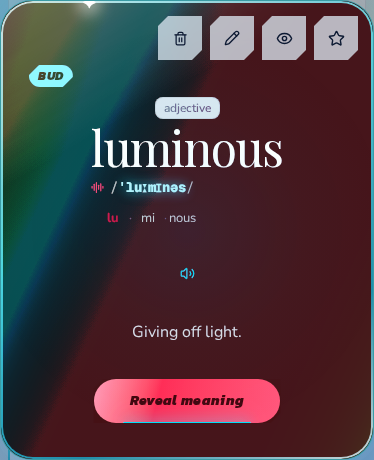 BUD
adjective
luminous
/ˈluːmɪnəs/
lu · mi · nous
Giving off light.
Reveal meaning